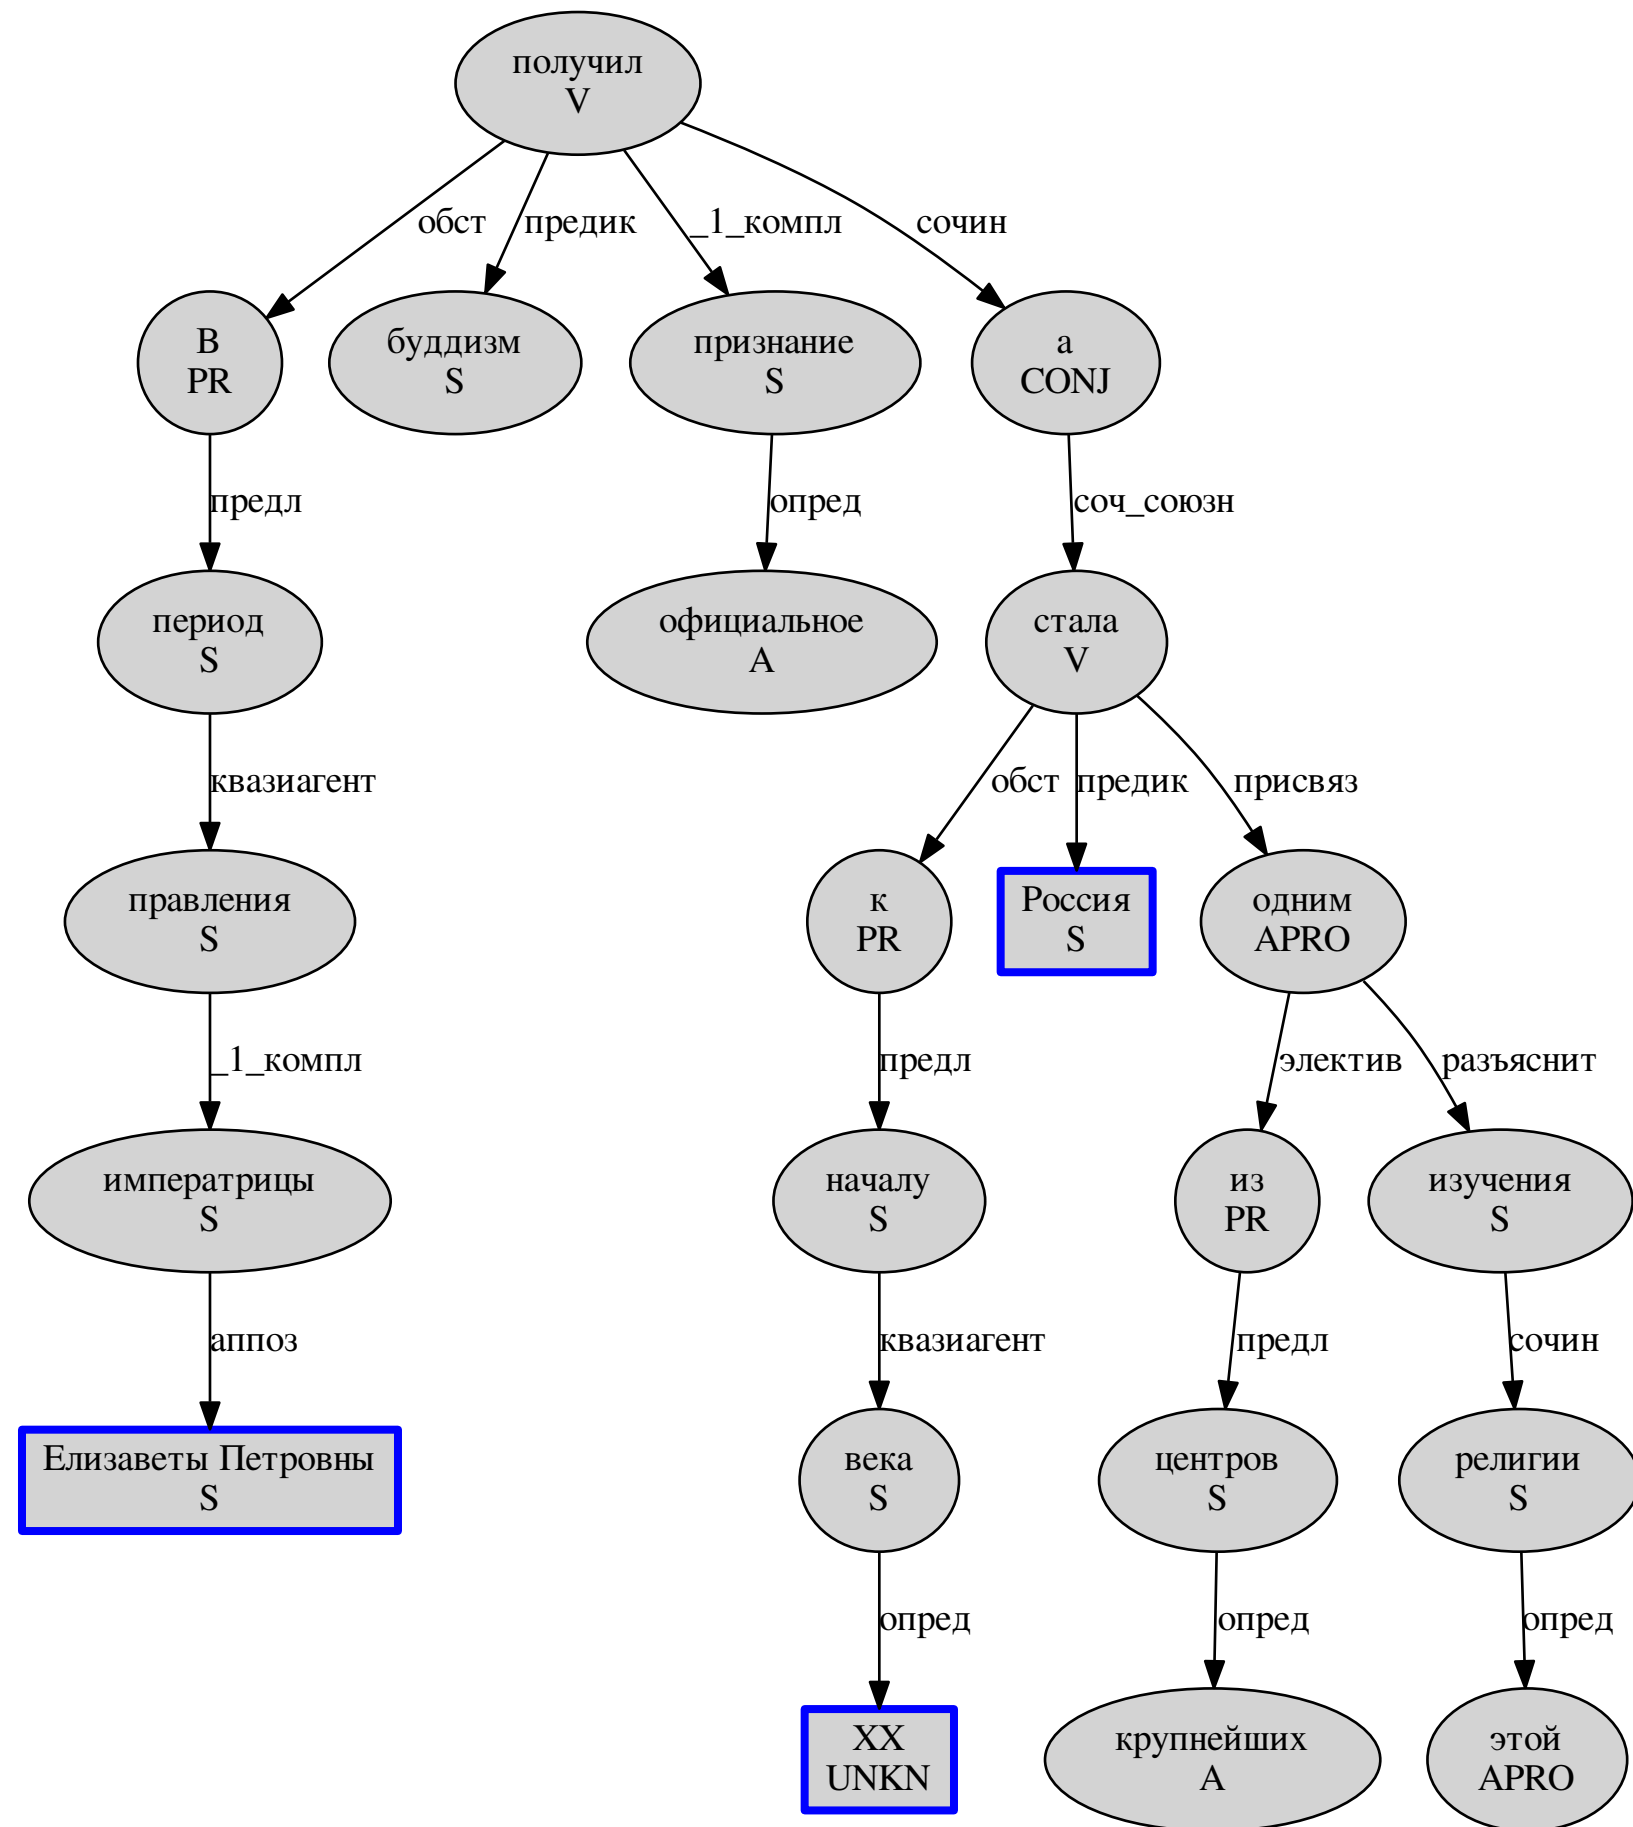 получил
V
обст
предик
_1_компл
сочин
В
PR
буддизм
S
признание
S
а
CONJ
предл
опред
соч_союзн
период
S
официальное
A
стала
V
квазиагент
обст
предик
присвяз
правления
S
к
PR
Россия
S
одним
APRO
_1_компл
предл
электив
разъяснит
императрицы
S
началу
S
из
PR
изучения
S
аппоз
квазиагент
предл
сочин
Елизаветы Петровны
S
века
S
центров
S
религии
S
опред
опред
опред
XX
UNKN
крупнейших
A
этой
APRO